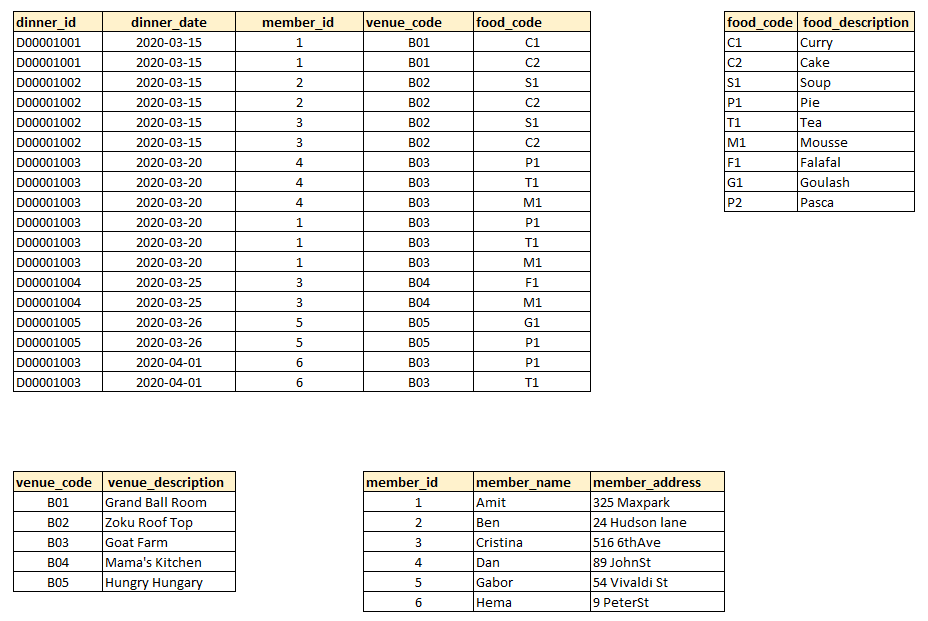 dinner_id dinner_date member_id venue_code food_code
D00001001 2020-03-15 1 B01 C1
D00001001 2020-03-15 1 B01 C2
D00001002 2020-03-15 2 B02 S1
D00001002 2020-03-15 2 B02 C2
D00001002 2020-03-15 3 B02 S1
D00001002 2020-03-15 3 B02 C2
D00001003 2020-03-20 4 B03 P1
D00001003 2020-03-20 4 B03 T1
D00001003 2020-03-20 4 B03 M1
D00001003 2020-03-20 1 B03 P1
D00001003 2020-03-20 1 B03 T1
D00001003 2020-03-20 1 B03 M1
D00001004 2020-03-25 3 B04 F1
D00001004 2020-03-25 3 B04 M1
D00001005 2020-03-26 5 B05 G1
D00001005 2020-03-26 5 B05 P1
D00001003 2020-04-01 6 B03 P1
D00001003 2020-04-01 6 B03 T1
food_code food_description
C1 Curry
C2 Cake
S1 Soup
P1 Pie
T1 Tea
M1 Mousse
F1 Falafal
G1 Goulash
P2 Pasca
venue_code venue_description
B01 Grand Ball Room
B02 Zoku Roof Top
B03 Goat Farm
B04 Mama's Kitchen
B05 Hungry Hungary
member_id member_name member_address
1 Amit 325 Maxpark
2 Ben 24 Hudson lane
3 Cristina 516 6thAve
4 Dan 89 JohnSt
5 Gabor 54 Vivaldi St
6 Hema 9 PeterSt